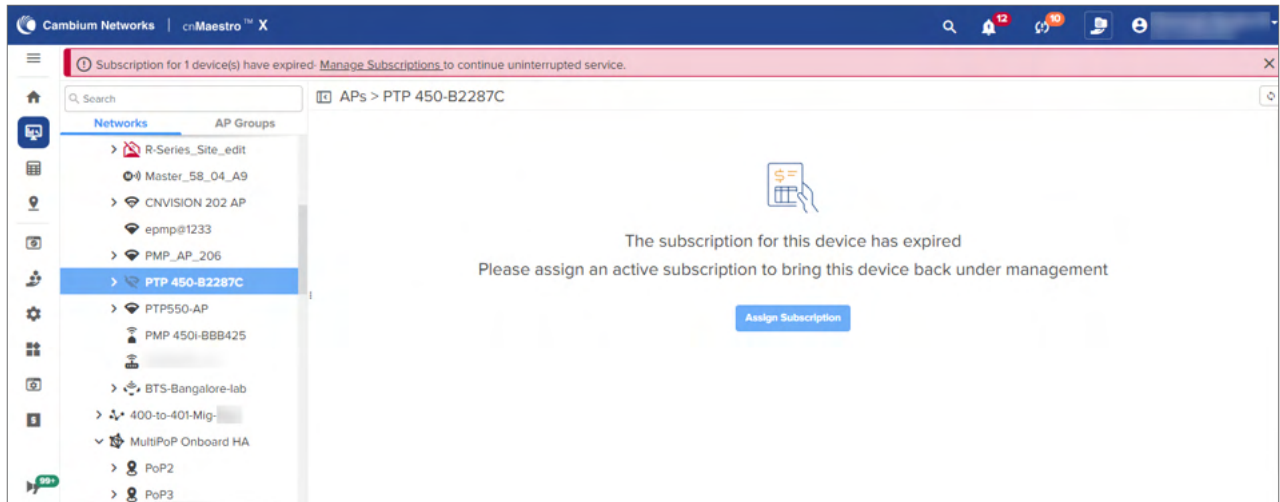 Cambium Networks | cnMaestro™ X
12
10
Subscription for 1 device(s) have expired- Manage Subscriptions to continue uninterrupted service.
Search
APs > PTP 450-B2287C
Networks AP Groups
R-Series_Site_edit
Master_58_04_A9
CNVISION 202 AP
epmp@1233
PMP_AP_206
PTP 450-B2287C
PTP550-AP
PMP 450i-BBB425
BTS-Bangalore-lab
400-to-401-Mig-
MultiPoP Onboard HA
PoP2
PoP3
99+
The subscription for this device has expired
Please assign an active subscription to bring this device back under management
Assign Subscription